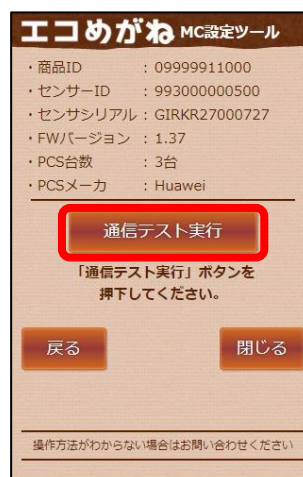 エコめがね MC設定ツール
・商品ID : 09999911000
・センサーID : 993000000500
・センサシリアル : GIRKR27000727
・FWバージョン : 1.37
・PCS台数 : 3台
・PCSメーカ : Huawei
通信テスト実行
「通信テスト実行」ボタンを
押下してください。
戻る 閉じる
操作方法がわからない場合はお問い合わせください